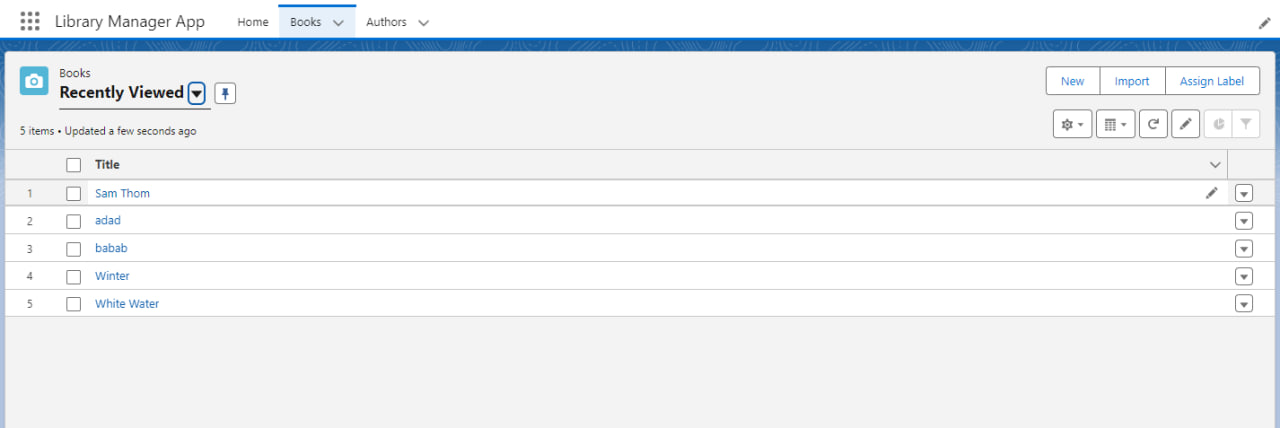 Library Manager App Home Books Authors
Books
Recently Viewed
New Import Assign Label
5 items • Updated a few seconds ago
Title
1 Sam Thom
2 adad
3 babab
4 Winter
5 White Water